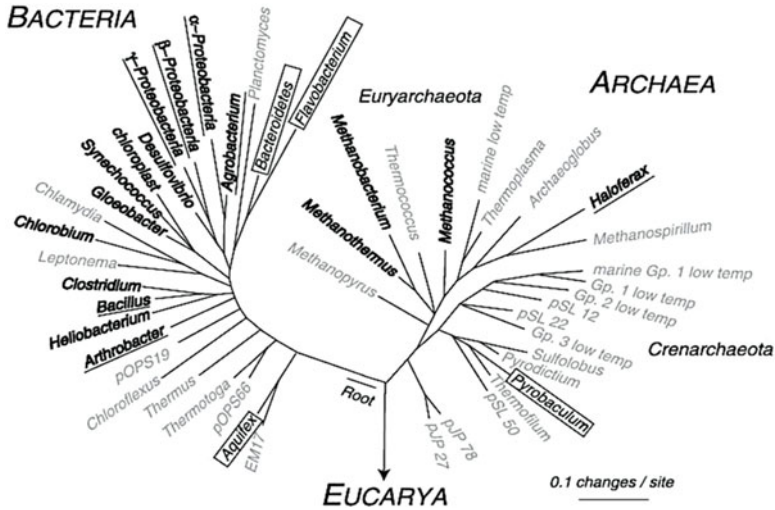 BACTERIA
α-Proteobacteria
β-Proteobacteria
γ-Proteobacteria
Planctomyces
Flavobacterium
Bacteroidetes
Agrobacterium
Desulfovibrio
chloroplast
Synechococcus
Gloeobacter
Chlamydia
Chlorobium
Leptonema
Clostridium
Bacillus
Heliobacterium
Arthrobacter
pOPS19
Chloroflexus
Thermus
Thermotoga
pOPS66
Aquifex
EM17
Root
EUCARYA
ARCHAEA
Euryarchaeota
Methanopyrus
Methanothermus
Methanobacterium
Thermococcus
Methanococcus
marine low temp
Thermoplasma
Archaeoglobus
Haloferax
Methanospirillum
marine Gp. 1 low temp
Gp. 1 low temp
Gp. 2 low temp
pSL 12
pSL 22
Gp. 3 low temp
Crenarchaeota
Sulfolobus
Pyrodictium
Pyrobaculum
Thermofilum
pSL 50
pJP 78
pJP 27
0.1 changes / site